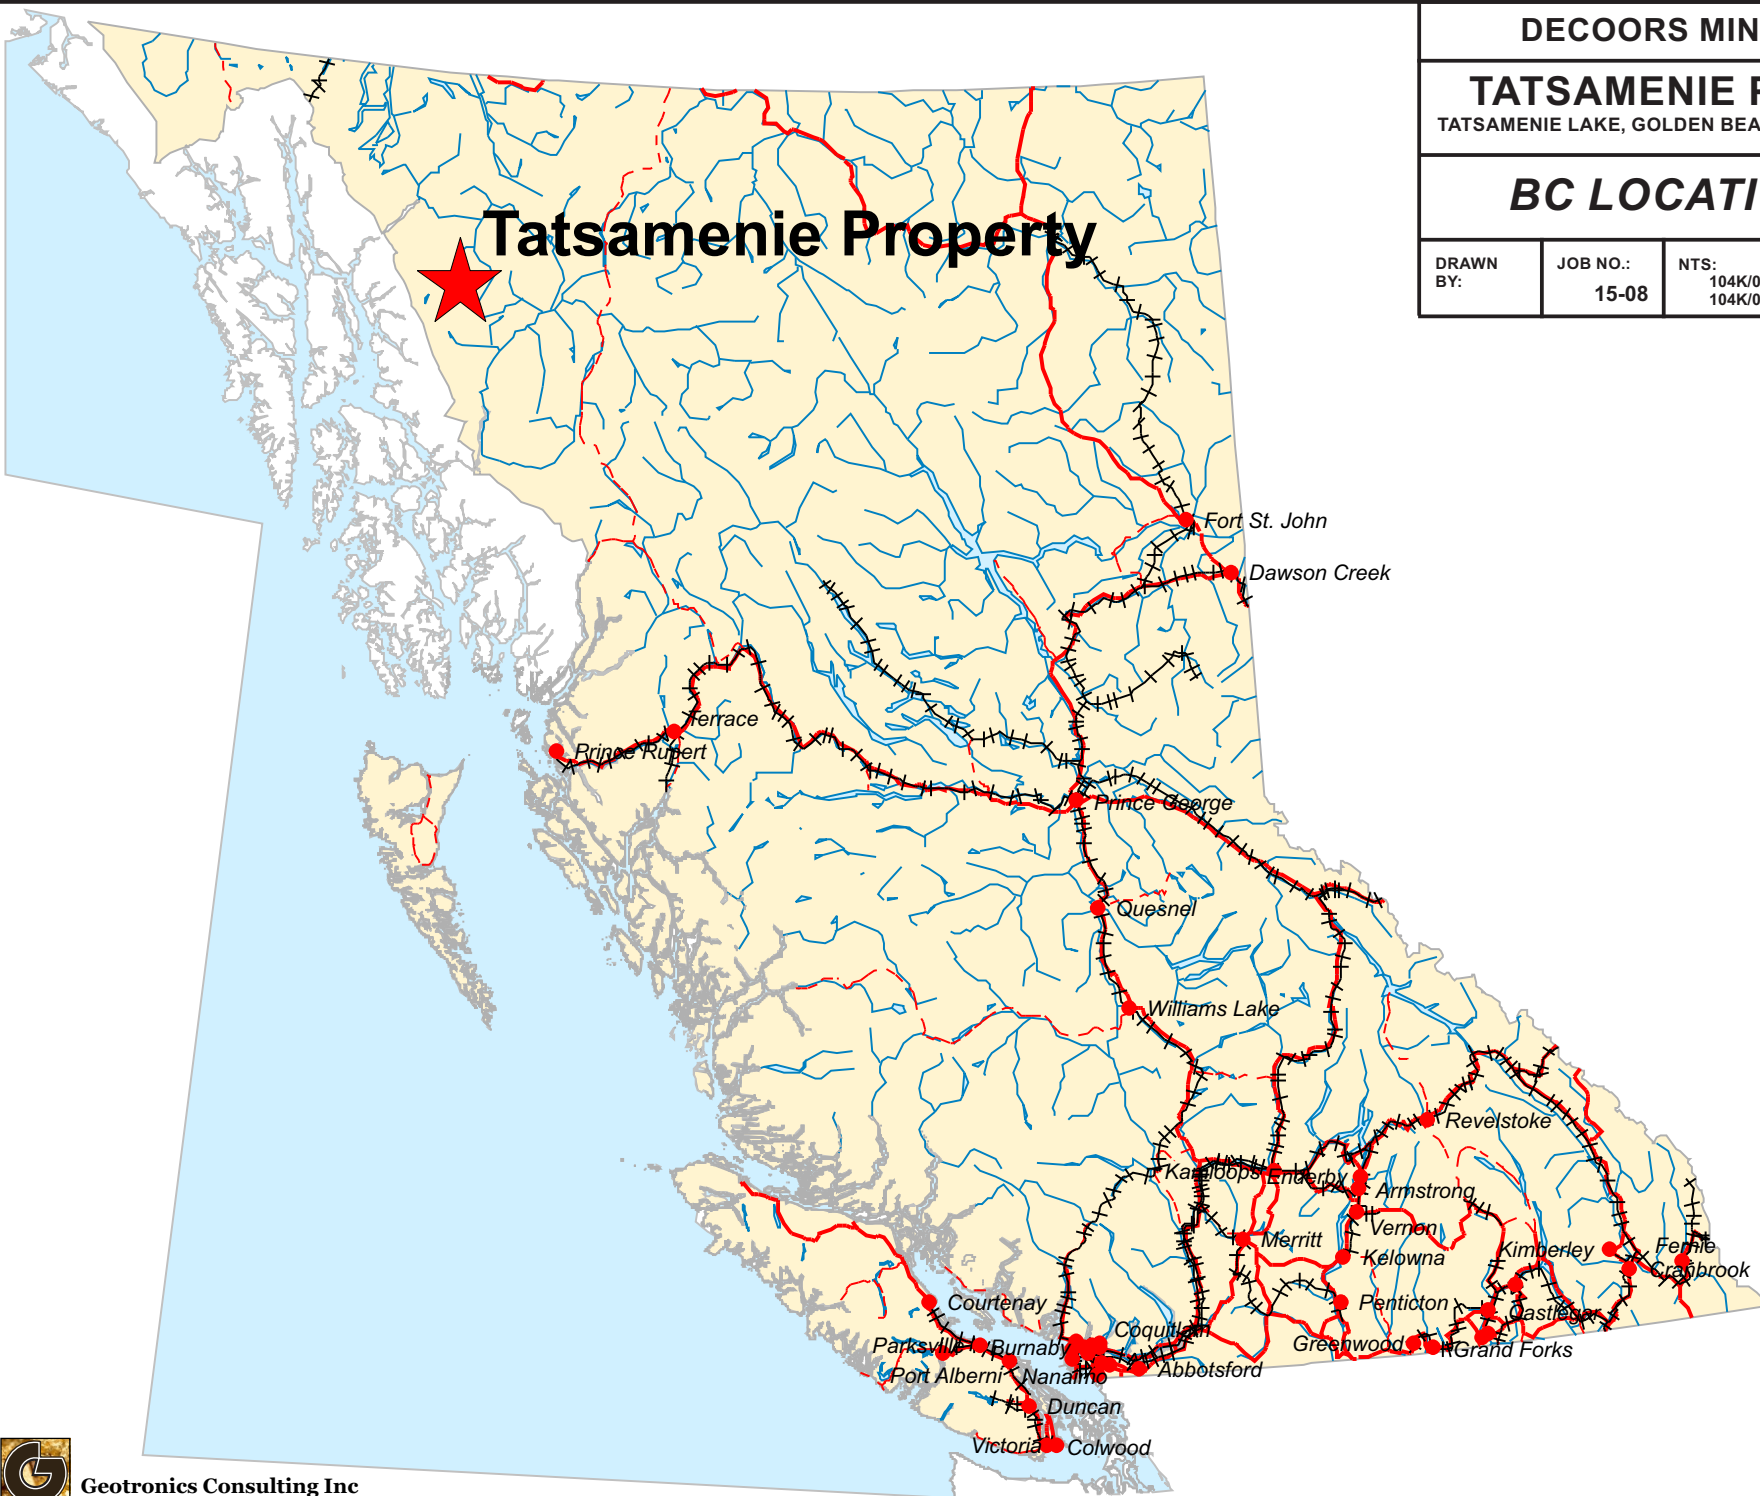 DECOORS MIN
TATSAMENIE P
TATSAMENIE LAKE, GOLDEN BEA
BC LOCATI
DRAWN
BY:
JOB NO.:
15-08
NTS:
104K/0
104K/0
Tatsamenie Property
Fort St. John
Dawson Creek
Terrace
Prince Rupert
Prince George
Quesnel
Williams Lake
Revelstoke
Kamloops
Enderby
Armstrong
Vernon
Merritt
Kelowna
Kimberley
Fernie
Cranbrook
Courtenay
Penticton
Castlegar
Coquitlam
Parksville
Burnaby
Greenwood
Grand Forks
Port Alberni
Nanaimo
Abbotsford
Duncan
Victoria
Colwood
Geotronics Consulting Inc